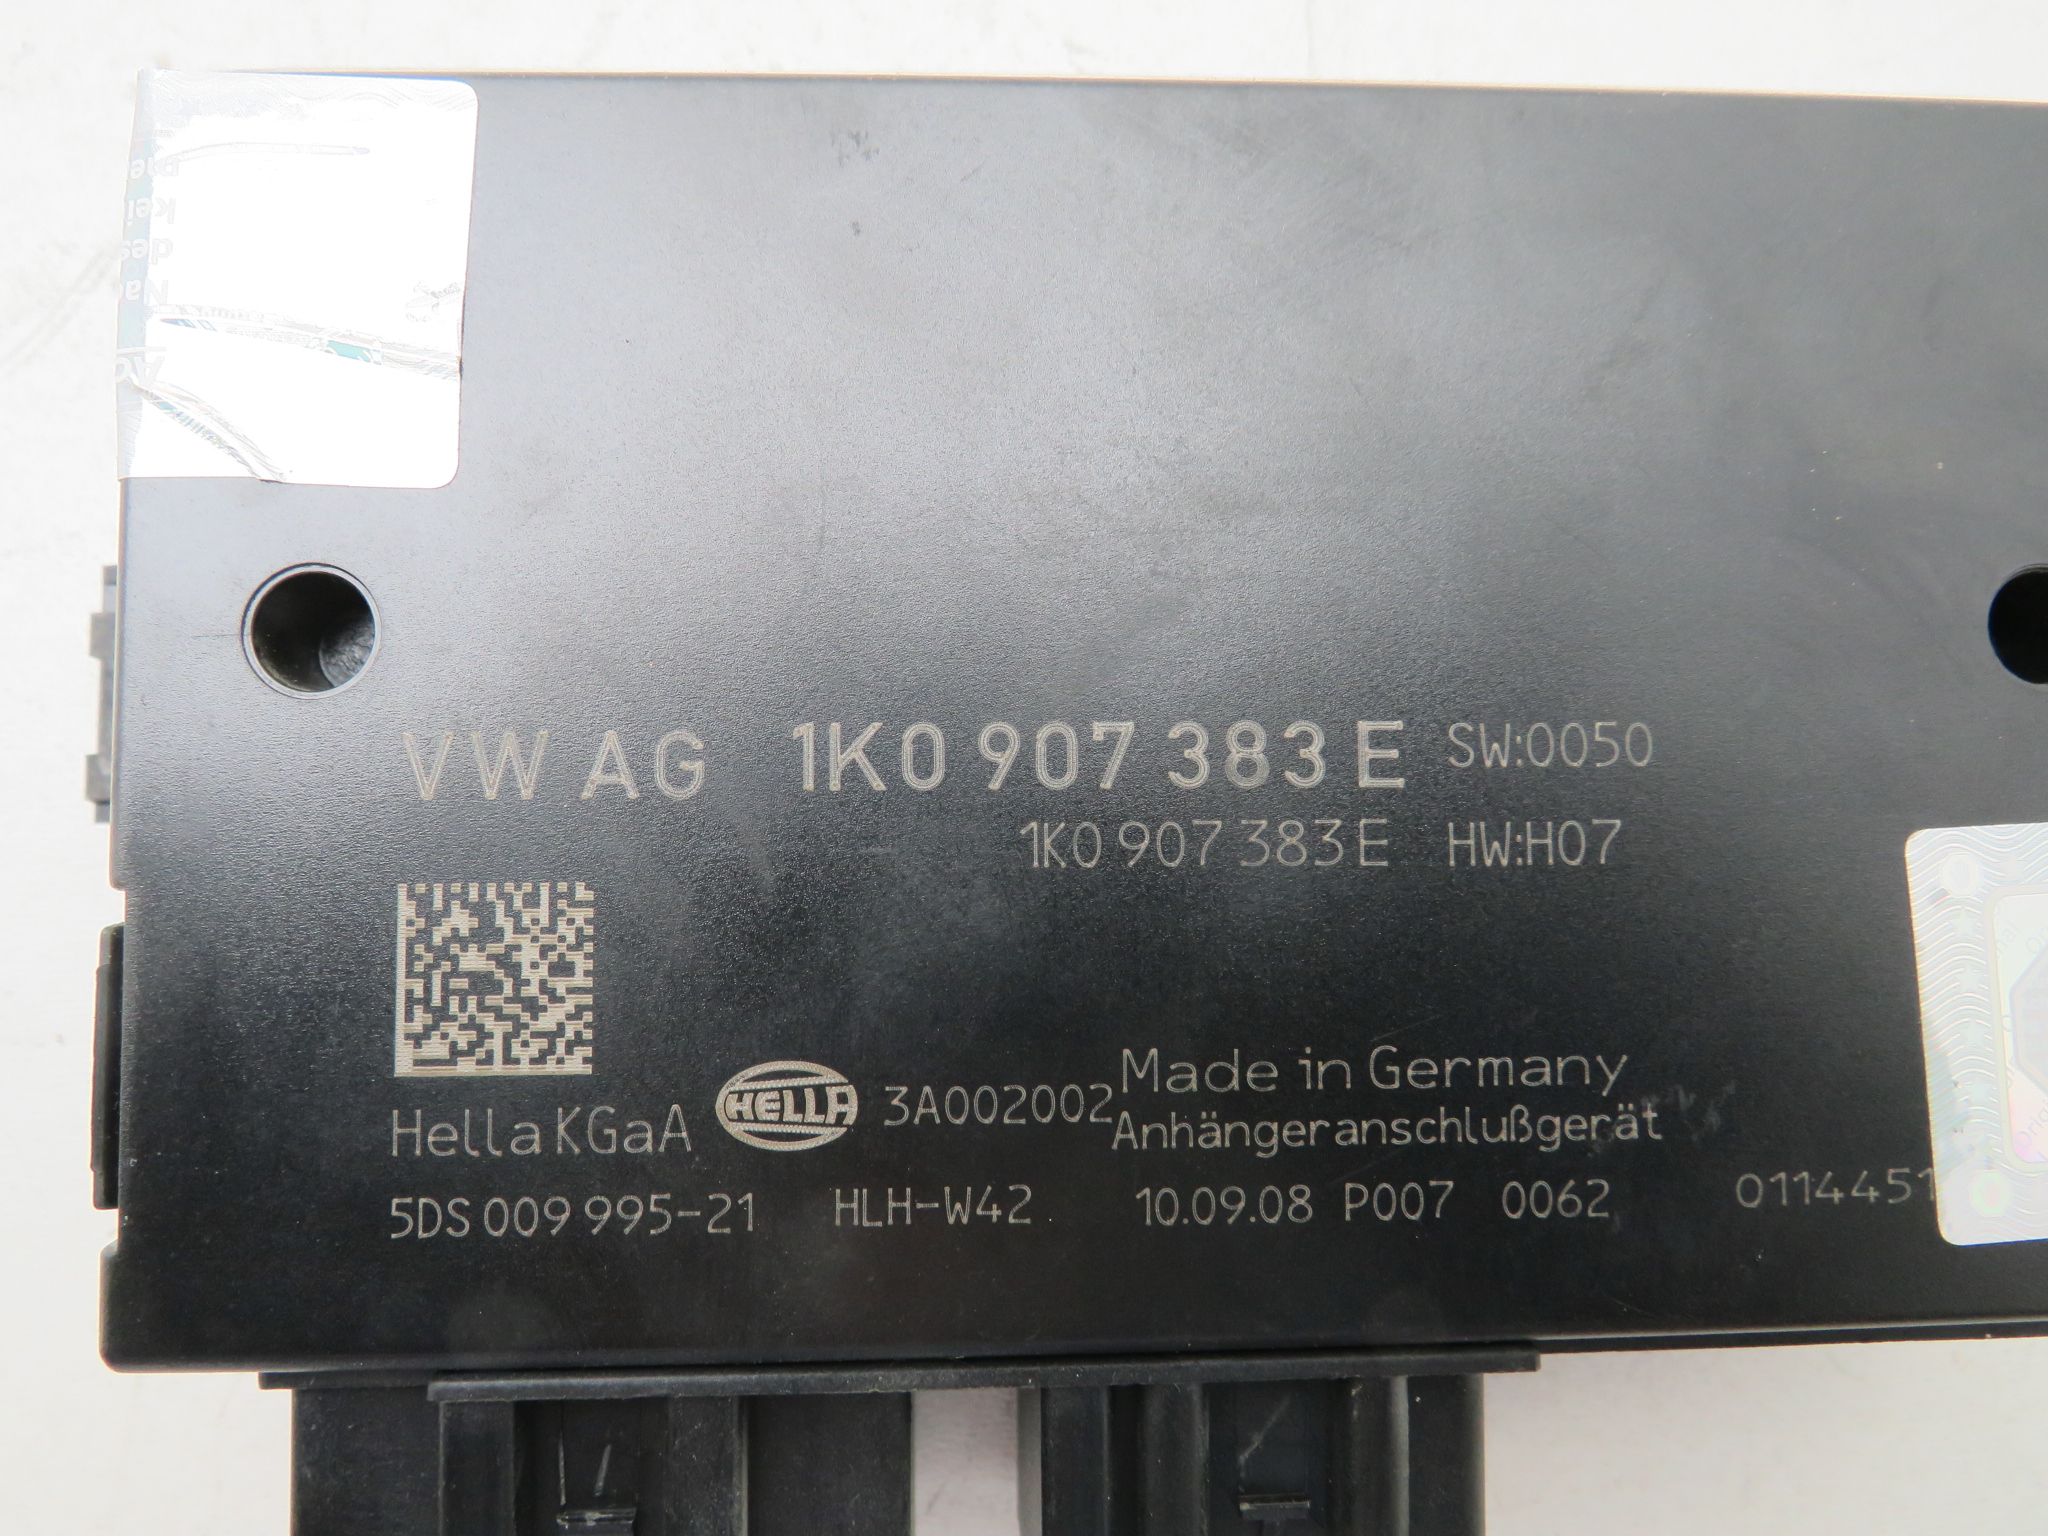 VW AG 1K0 907 383 E SW:0050
1K0 907 383 E HW:H07
Hella KGaA HELLA 3A002002 Made in Germany
Anhängeranschlußgerät
5DS 009 995-21 HLH-W42 10.09.08 P007 0062 0114451